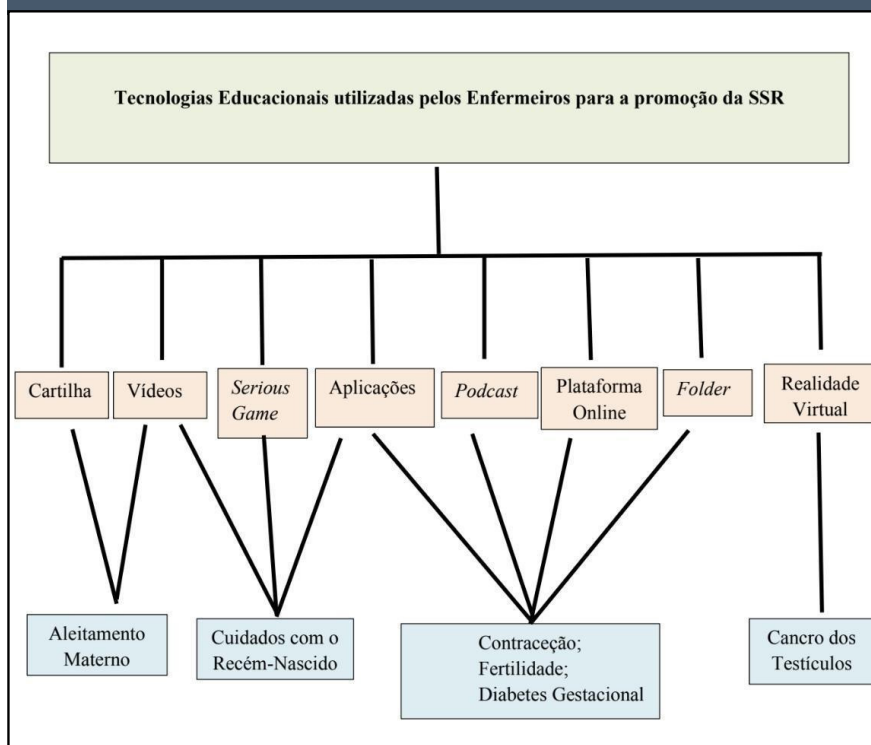 Tecnologias Educacionais utilizadas pelos Enfermeiros para a promoção da SSR
Cartilha
Vídeos
Serious
Game
Aplicações
Podcast
Plataforma
Online
Folder
Realidade
Virtual
Aleitamento
Materno
Cuidados com o
Recém-Nascido
Contraceção;
Fertilidade;
Diabetes Gestacional
Cancro dos
Testículos